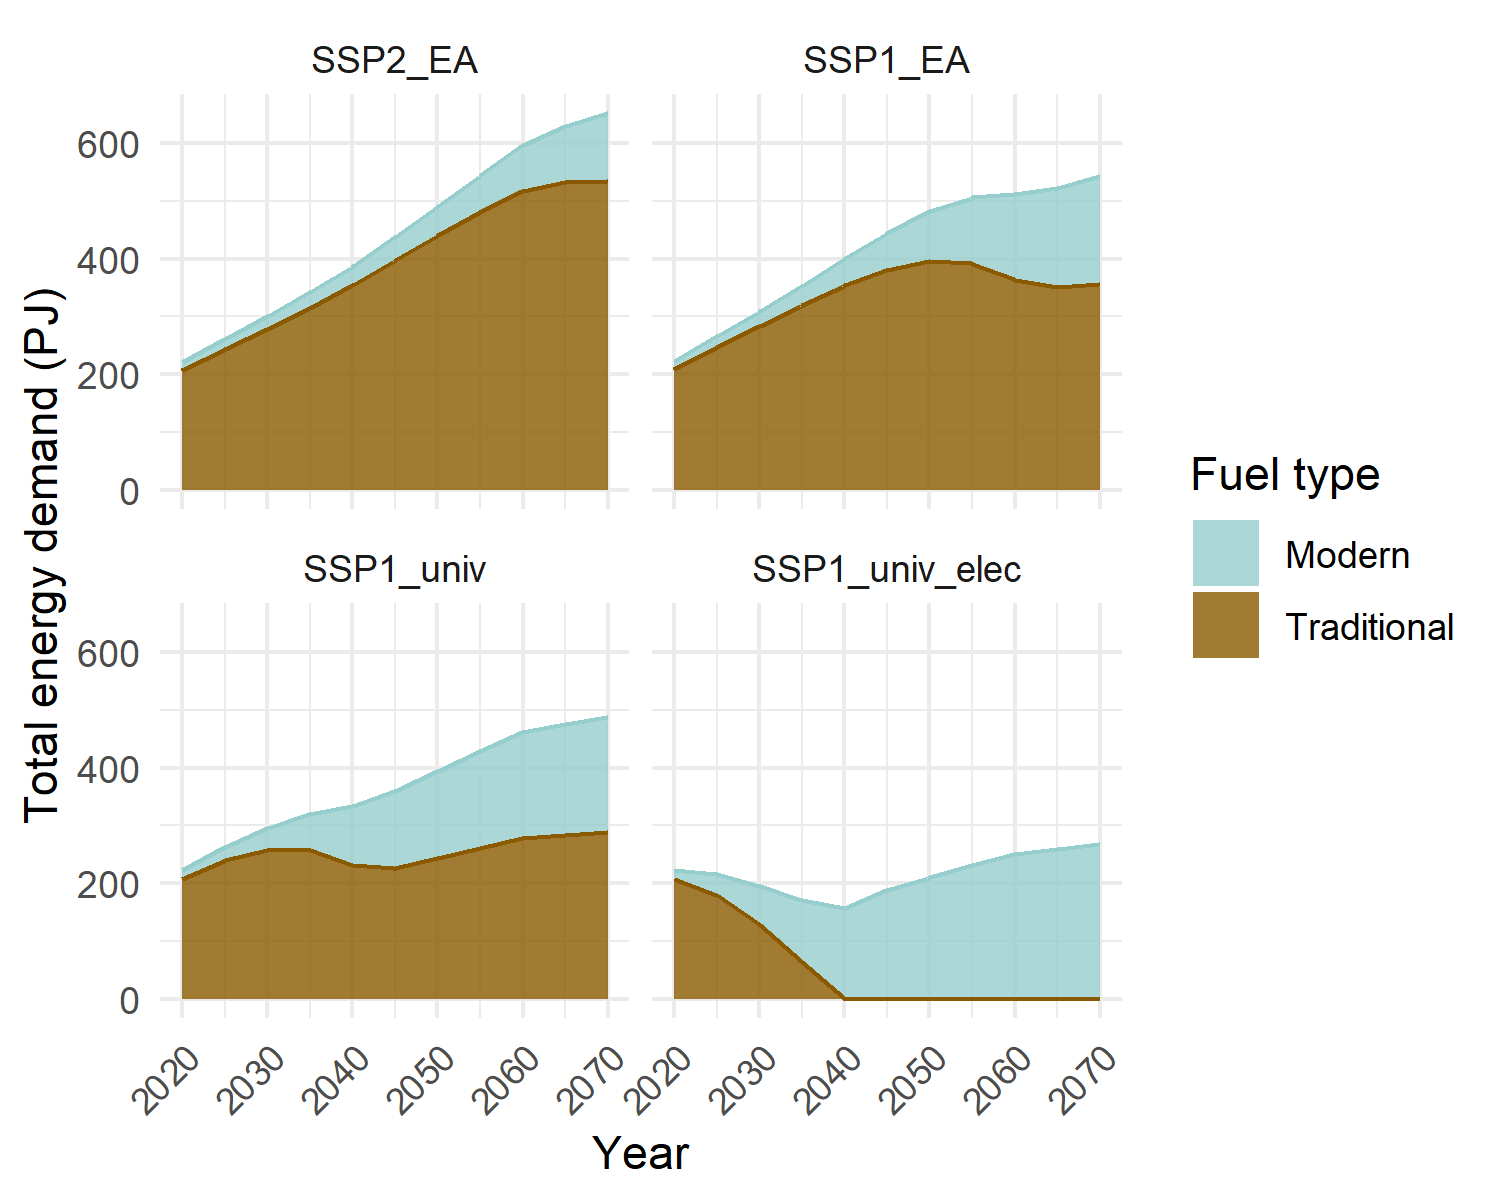 SSP2_EA
SSP1_EA
600
400
200
0
SSP1_univ
SSP1_univ_elec
600
400
200
0
2020 2030 2040 2050 2060 2070
2020 2030 2040 2050 2060 2070
Year
Total energy demand (PJ)
Fuel type
Modern
Traditional